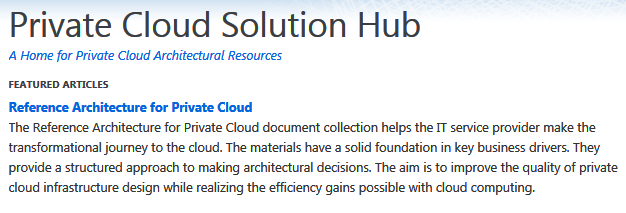 Private Cloud Solution Hub
A Home for Private Cloud Architectural Resources
FEATURED ARTICLES
Reference Architecture for Private Cloud
The Reference Architecture for Private Cloud document collection helps the IT service provider make the
transformational journey to the cloud. The materials have a solid foundation in key business drivers. They
provide a structured approach to making architectural decisions. The aim is to improve the quality of private
cloud infrastructure design while realizing the efficiency gains possible with cloud computing.